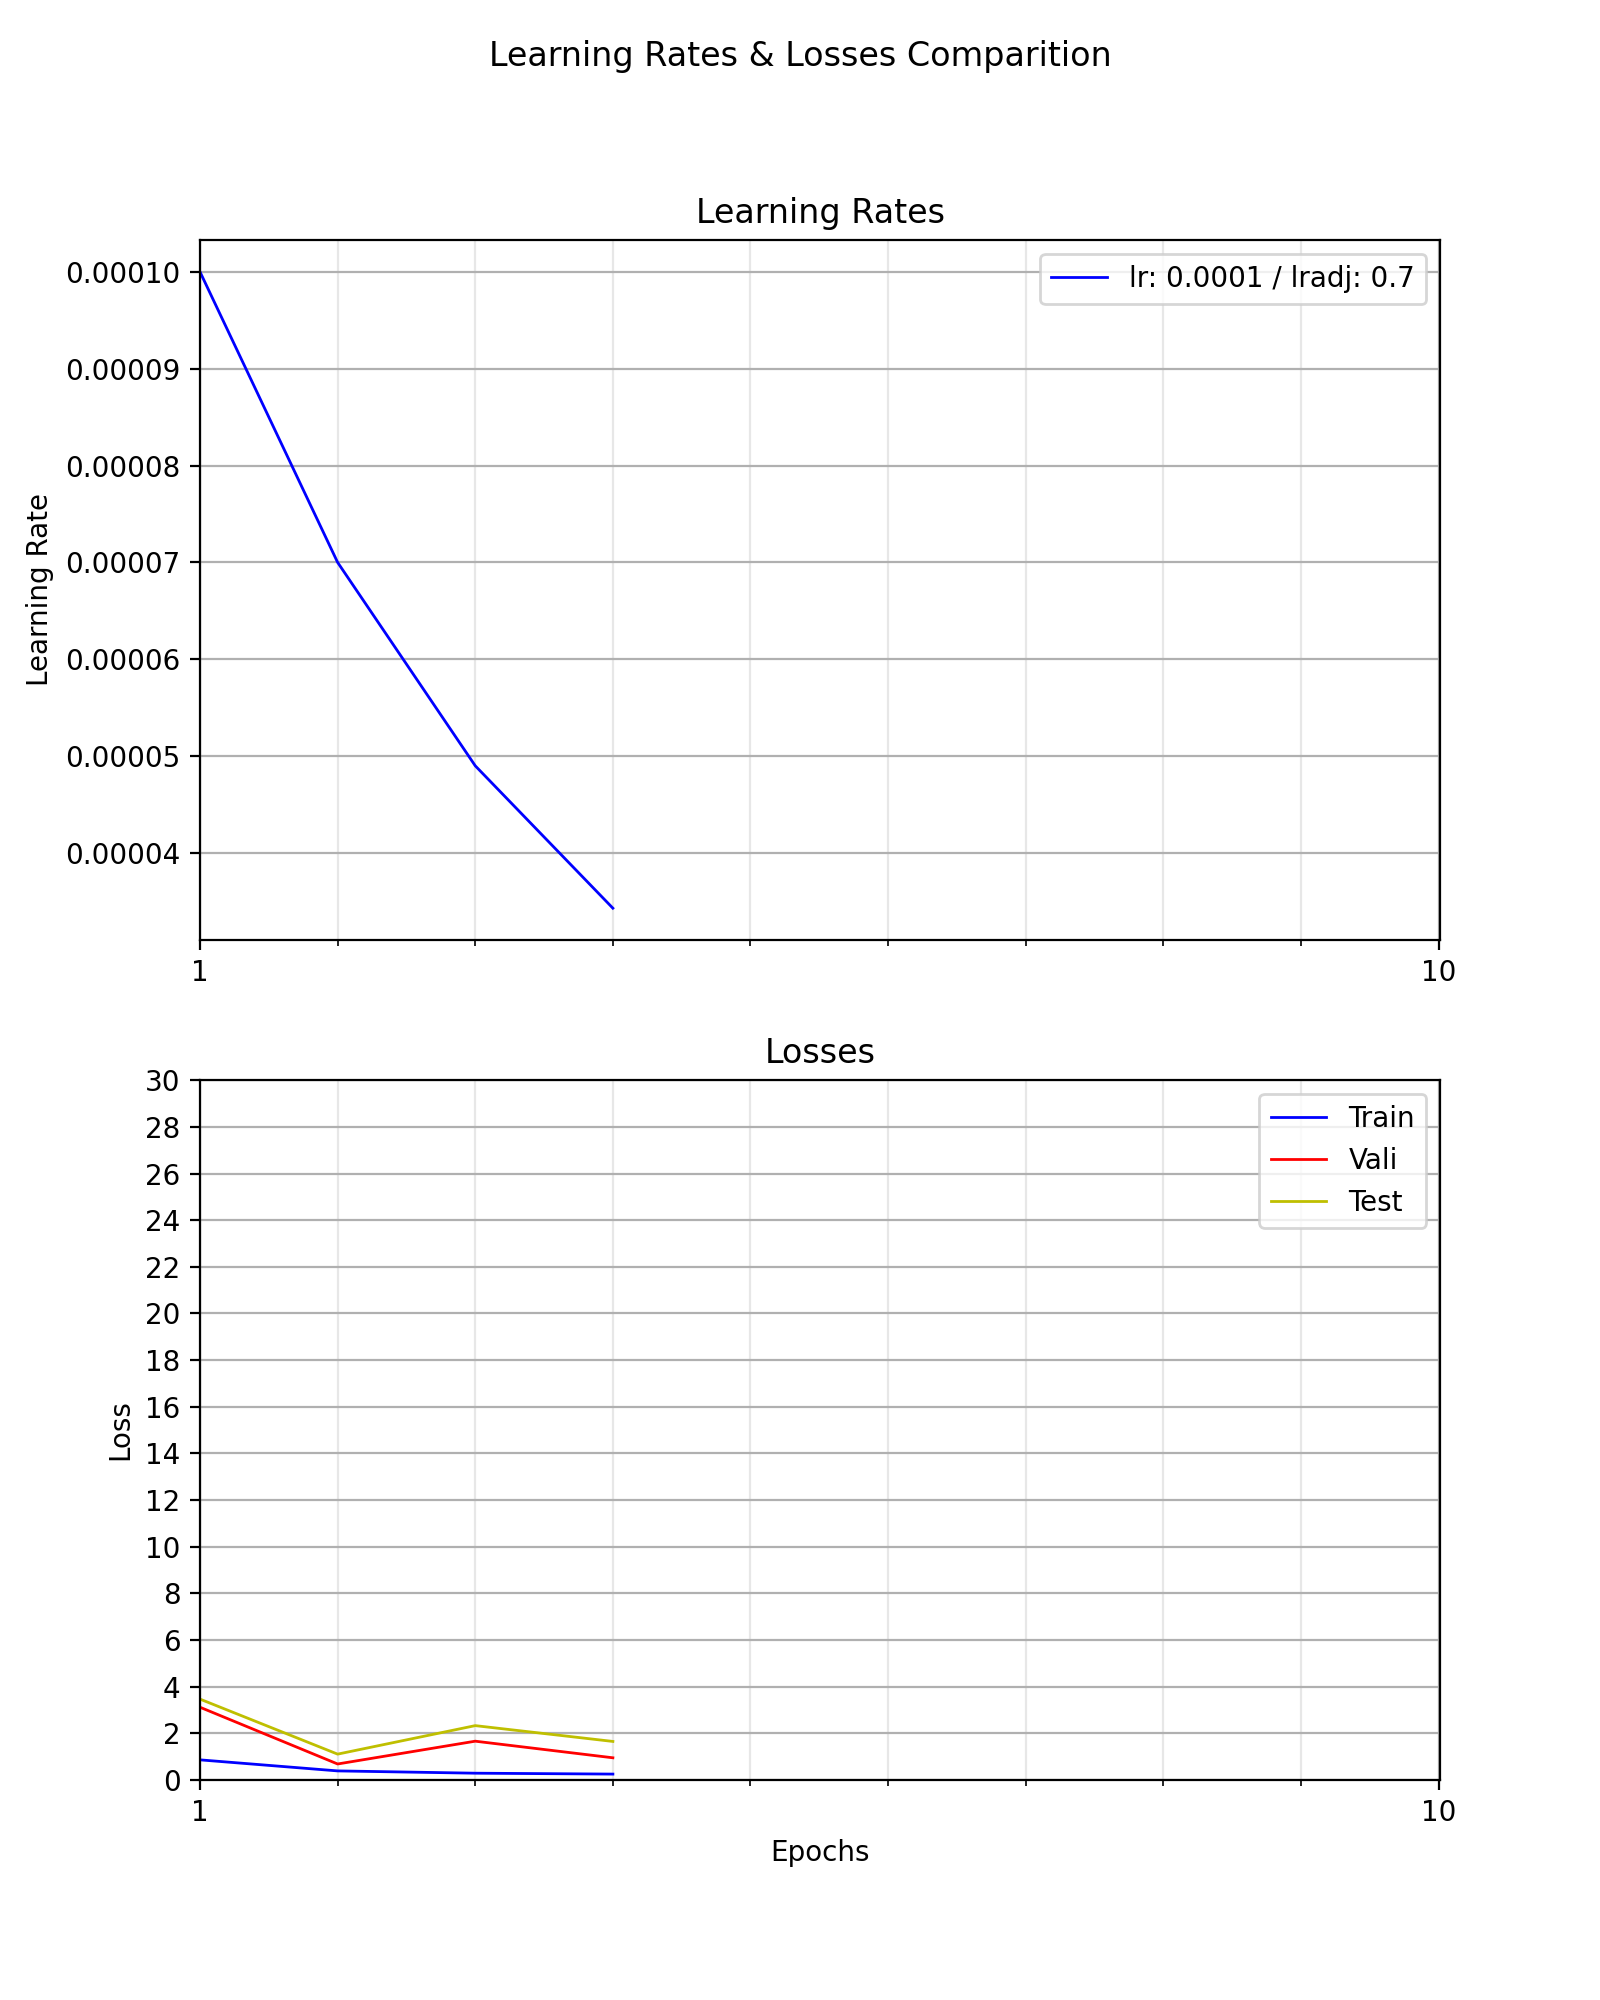 Learning Rates & Losses Comparition
Learning Rates
lr: 0.0001 / lradj: 0.7
0.00010
0.00009
0.00008
0.00007
0.00006
0.00005
0.00004
Learning Rate
1
10
Losses
Train
Vali
Test
30
28
26
24
22
20
18
16
14
12
10
8
6
4
2
0
Loss
1
10
Epochs